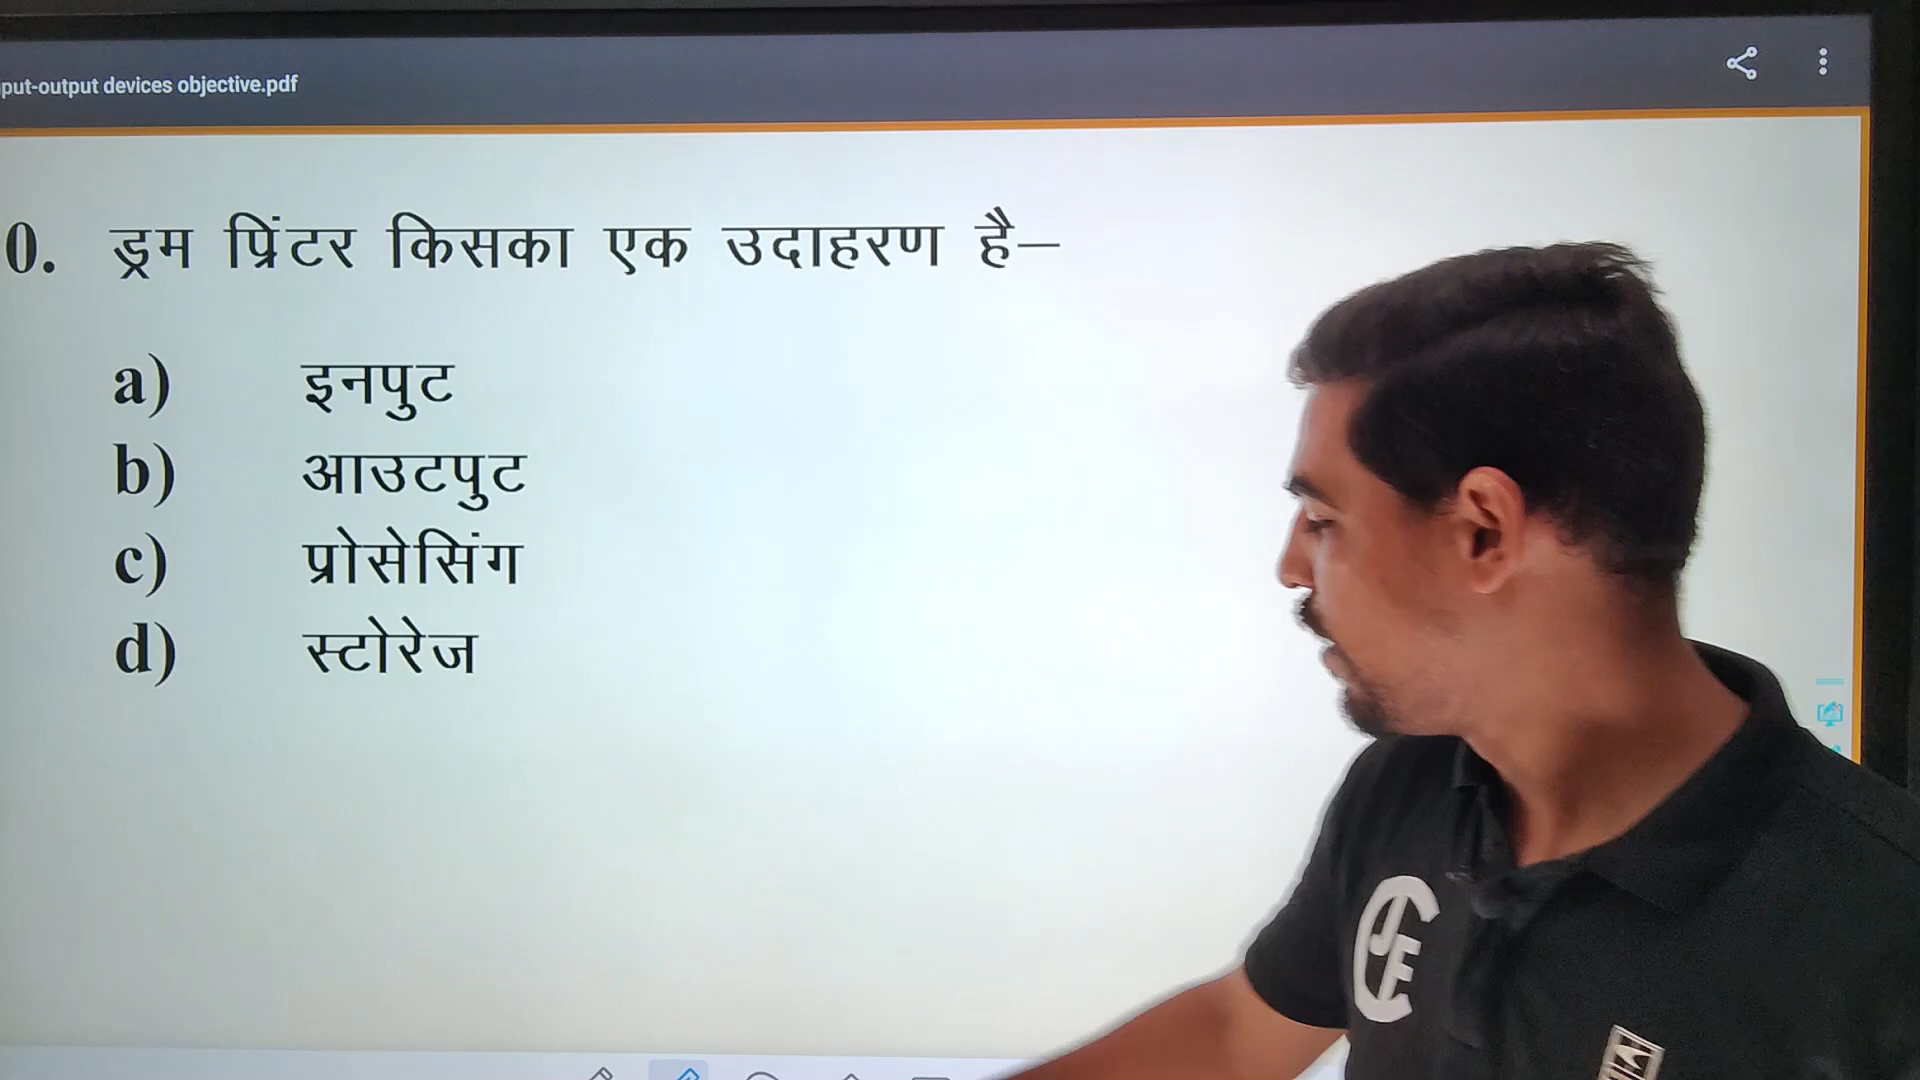 put-output devices objective.pdf
0. ड्रम प्रिंटर किसका एक उदाहरण है–
a) इनपुट
b) आउटपुट
c) प्रोसेसिंग
d) स्टोरेज